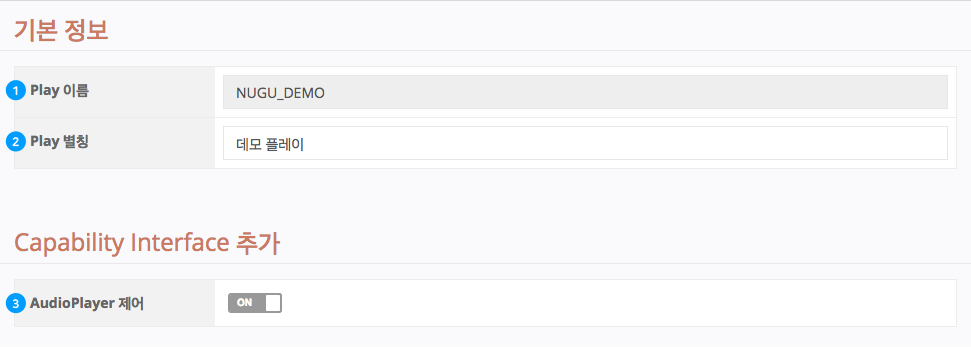 기본 정보
1 Play 이름 NUGU_DEMO
2 Play 별칭 데모 플레이
Capability Interface 추가
3 AudioPlayer 제어 ON